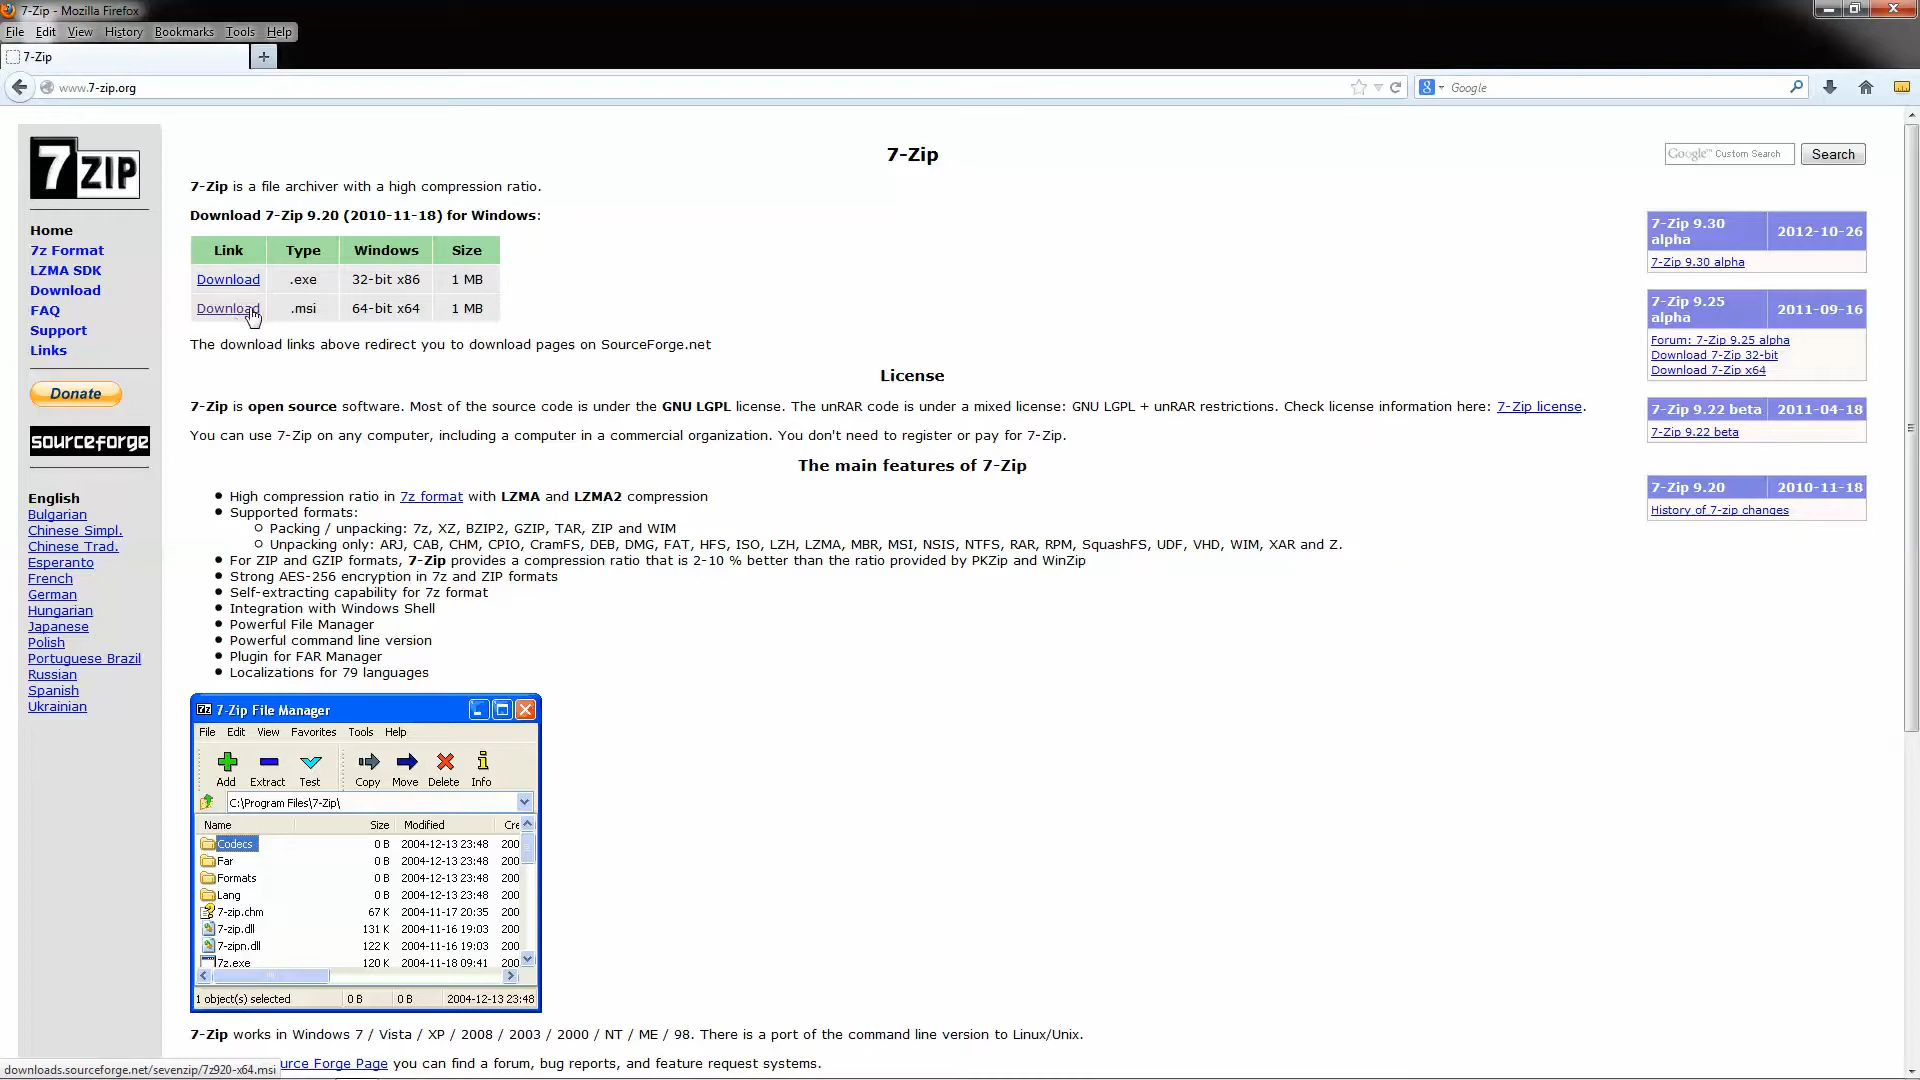 7-Zip - Mozilla Firefox
File Edit View History Bookmarks Tools Help
7-Zip
www.7-zip.org
Google
7ZIP
Home
7z Format
LZMA SDK
Download
FAQ
Support
Links
Donate
sourceforge
English
Bulgarian
Chinese Simpl.
Chinese Trad.
Esperanto
French
German
Hungarian
Japanese
Polish
Portuguese Brazil
Russian
Spanish
Ukrainian
7-Zip
7-Zip is a file archiver with a high compression ratio.
Download 7-Zip 9.20 (2010-11-18) for Windows:
Link Type Windows Size
Download .exe 32-bit x86 1 MB
Download .msi 64-bit x64 1 MB
The download links above redirect you to download pages on SourceForge.net
License
7-Zip is open source software. Most of the source code is under the GNU LGPL license. The unRAR code is under a mixed license: GNU LGPL + unRAR restrictions. Check license information here: 7-Zip license.
You can use 7-Zip on any computer, including a computer in a commercial organization. You don't need to register or pay for 7-Zip.
The main features of 7-Zip
High compression ratio in 7z format with LZMA and LZMA2 compression
Supported formats:
Packing / unpacking: 7z, XZ, BZIP2, GZIP, TAR, ZIP and WIM
Unpacking only: ARJ, CAB, CHM, CPIO, CramFS, DEB, DMG, FAT, HFS, ISO, LZH, LZMA, MBR, MSI, NSIS, NTFS, RAR, RPM, SquashFS, UDF, VHD, WIM, XAR and Z.
For ZIP and GZIP formats, 7-Zip provides a compression ratio that is 2-10 % better than the ratio provided by PKZip and WinZip
Strong AES-256 encryption in 7z and ZIP formats
Self-extracting capability for 7z format
Integration with Windows Shell
Powerful File Manager
Powerful command line version
Plugin for FAR Manager
Localizations for 79 languages
7z 7-Zip File Manager
File Edit View Favorites Tools Help
Add Extract Test Copy Move Delete Info
C:\Program Files\7-Zip\
Name Size Modified Cre
Codecs 0 B 2004-12-13 23:48 200
Far 0 B 2004-12-13 23:48 200
Formats 0 B 2004-12-13 23:48 200
Lang 0 B 2004-12-13 23:48 200
7-zip.chm 67 K 2004-11-17 20:35 200
7-zip.dll 131 K 2004-11-16 19:03 200
7-zipn.dll 122 K 2004-11-16 19:03 200
7z.exe 120 K 2004-11-18 09:41 200
1 object(s) selected 0 B 0 B 2004-12-13 23:48
7-Zip works in Windows 7 / Vista / XP / 2008 / 2003 / 2000 / NT / ME / 98. There is a port of the command line version to Linux/Unix.
urce Forge Page you can find a forum, bug reports, and feature request systems.
Google™ Custom Search Search
7-Zip 9.30 alpha 2012-10-26
7-Zip 9.30 alpha
7-Zip 9.25 alpha 2011-09-16
Forum: 7-Zip 9.25 alpha
Download 7-Zip 32-bit
Download 7-Zip x64
7-Zip 9.22 beta 2011-04-18
7-Zip 9.22 beta
7-Zip 9.20 2010-11-18
History of 7-zip changes
downloads.sourceforge.net/sevenzip/7z920-x64.msi